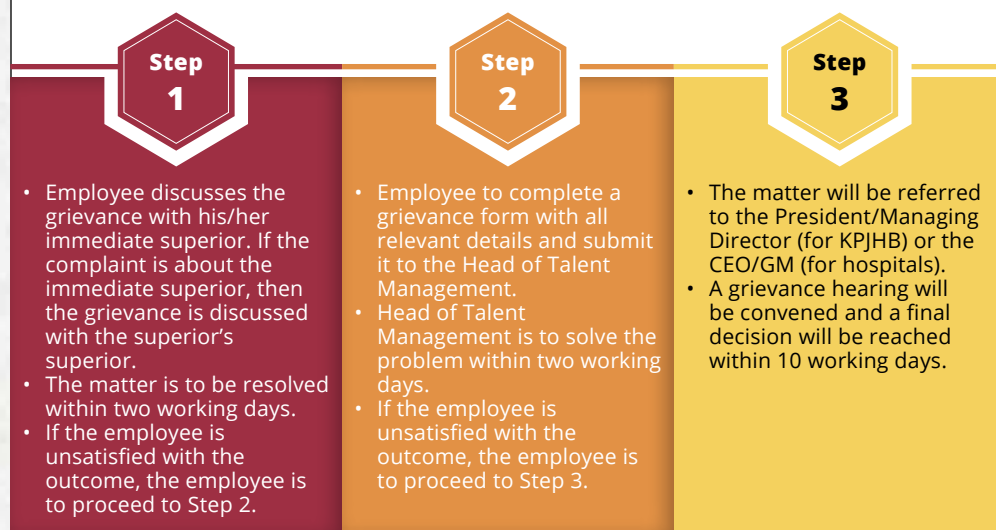 Step
1
• Employee discusses the
grievance with his/her
immediate superior. If the
complaint is about the
immediate superior, then
the grievance is discussed
with the superior’s
superior.
• The matter is to be resolved
within two working days.
• If the employee is
unsatisfied with the
outcome, the employee is
to proceed to Step 2.
Step
2
• Employee to complete a
grievance form with all
relevant details and submit
it to the Head of Talent
Management.
• Head of Talent
Management is to solve the
problem within two working
days.
• If the employee is
unsatisfied with the
outcome, the employee is
to proceed to Step 3.
Step
3
• The matter will be referred
to the President/Managing
Director (for KPJHB) or the
CEO/GM (for hospitals).
• A grievance hearing will
be convened and a final
decision will be reached
within 10 working days.